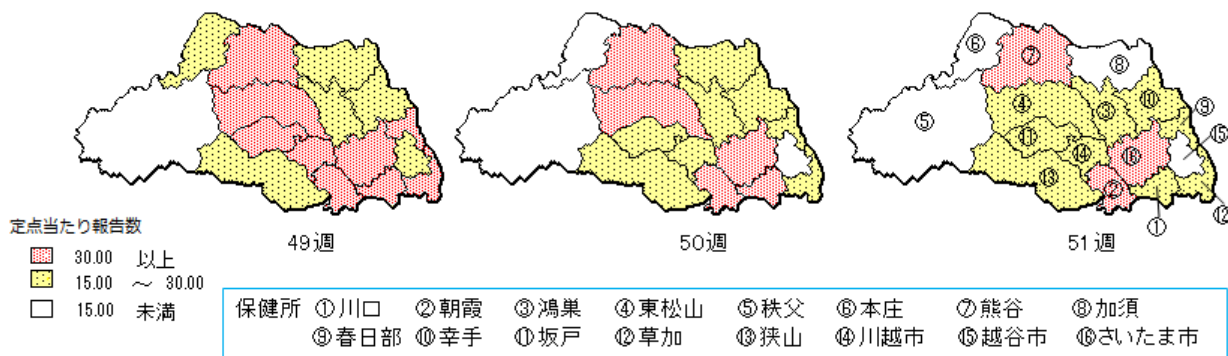 ⑥
⑦
⑧
⑩
⑨
④
③
⑤
⑮
⑪
⑭
⑯
⑬
②
⑫
①
49週
50週
51週
定点当たり報告数
30.00 以上
15.00 ～ 30.00
15.00 未満
保健所 ①川口 ②朝霞 ③鴻巣 ④東松山 ⑤秩父 ⑥本庄 ⑦熊谷 ⑧加須
⑨春日部 ⑩幸手 ⑪坂戸 ⑫草加 ⑬狭山 ⑭川越市 ⑮越谷市 ⑯さいたま市